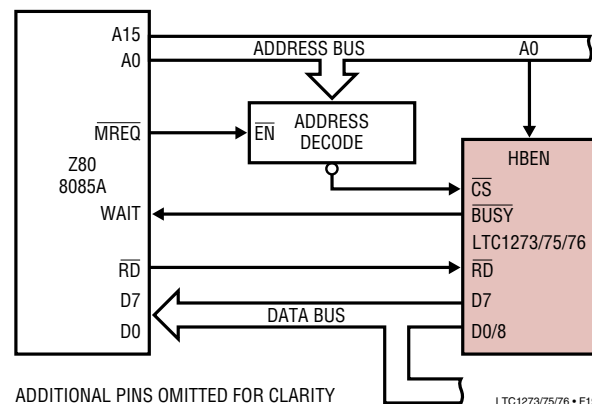 A15
A0
ADDRESS BUS
A0
MREQ
EN
ADDRESS
DECODE
HBEN
Z80
8085A
CS
WAIT
BUSY
LTC1273/75/76
RD
RD
D7
D7
DATA BUS
D0
D0/8
ADDITIONAL PINS OMITTED FOR CLARITY